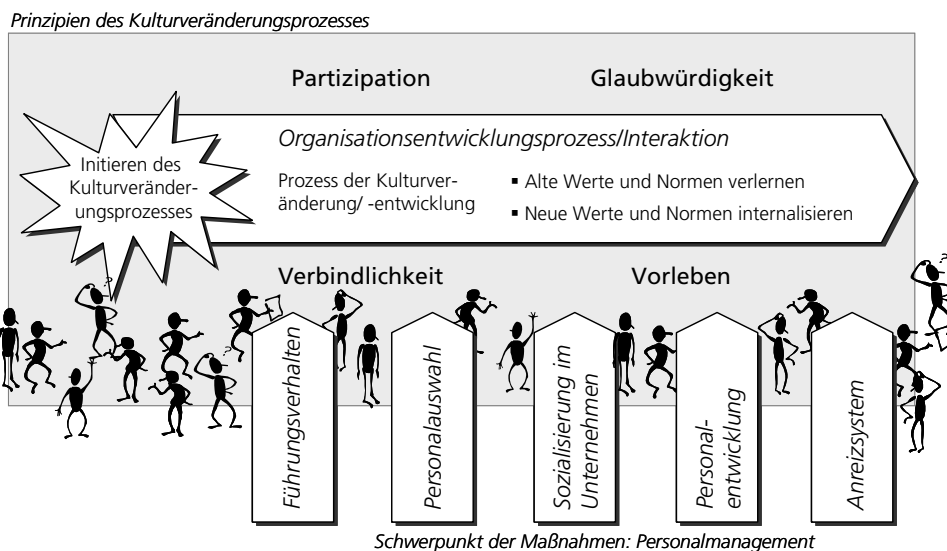 Prinzipien des Kulturveränderungsprozesses
Partizipation
Glaubwürdigkeit
Initieren des
Kulturveränder-
ungsprozesses
Organisationsentwicklungsprozess/Interaktion
Prozess der Kulturver-
änderung/ -entwicklung
▪ Alte Werte und Normen verlernen
▪ Neue Werte und Normen internalisieren
Verbindlichkeit
Vorleben
?
?
?
?
Führungsverhalten
Personalauswahl
Sozialisierung im
Unternehmen
Personal-
entwicklung
Anreizsystem
Schwerpunkt der Maßnahmen: Personalmanagement